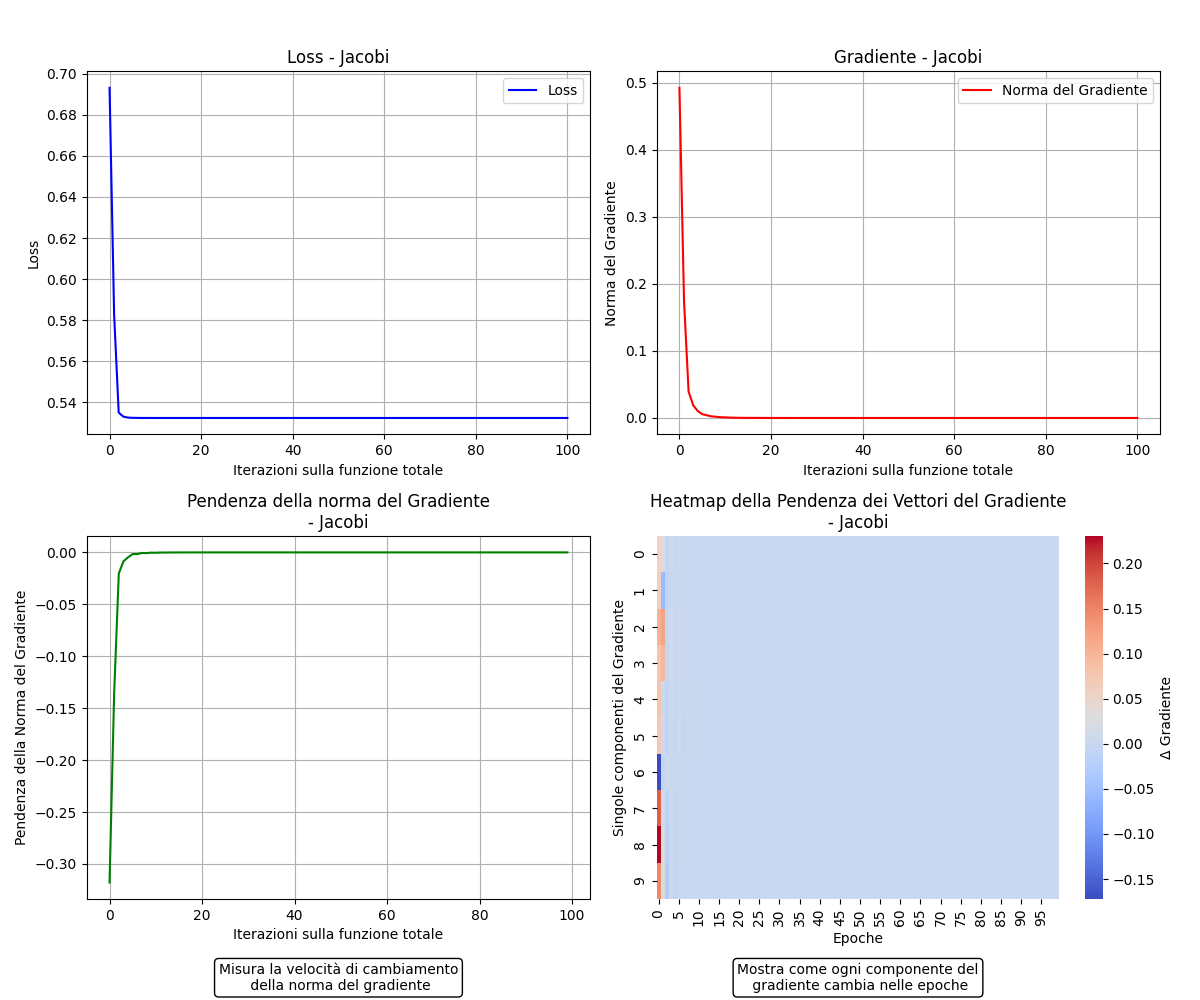 Loss - Jacobi
0.70
0.68
0.66
0.64
0.62
0.60
0.58
0.56
0.54
Loss
Loss
0 20 40 60 80 100
Iterazioni sulla funzione totale
Gradiente - Jacobi
0.5
0.4
0.3
0.2
0.1
0.0
Norma del Gradiente
Norma del Gradiente
0 20 40 60 80 100
Iterazioni sulla funzione totale
Pendenza della norma del Gradiente
- Jacobi
0.00
−0.05
−0.10
−0.15
−0.20
−0.25
−0.30
Pendenza della Norma del Gradiente
0 20 40 60 80 100
Iterazioni sulla funzione totale
Misura la velocità di cambiamento
della norma del gradiente
Heatmap della Pendenza dei Vettori del Gradiente
- Jacobi
0
1
2
3
4
5
6
7
8
9
Singole componenti del Gradiente
0 5 10 15 20 25 30 35 40 45 50 55 60 65 70 75 80 85 90 95
Epoche
0.20
0.15
0.10
0.05
0.00
−0.05
−0.10
−0.15
Δ Gradiente
Mostra come ogni componente del
gradiente cambia nelle epoche